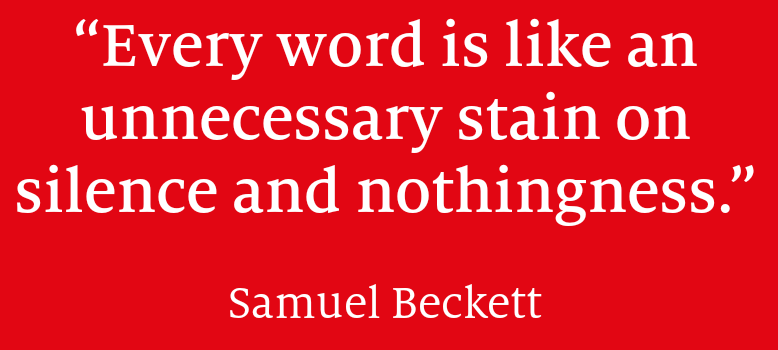 “Every word is like an
unnecessary stain on
silence and nothingness.”
Samuel Beckett